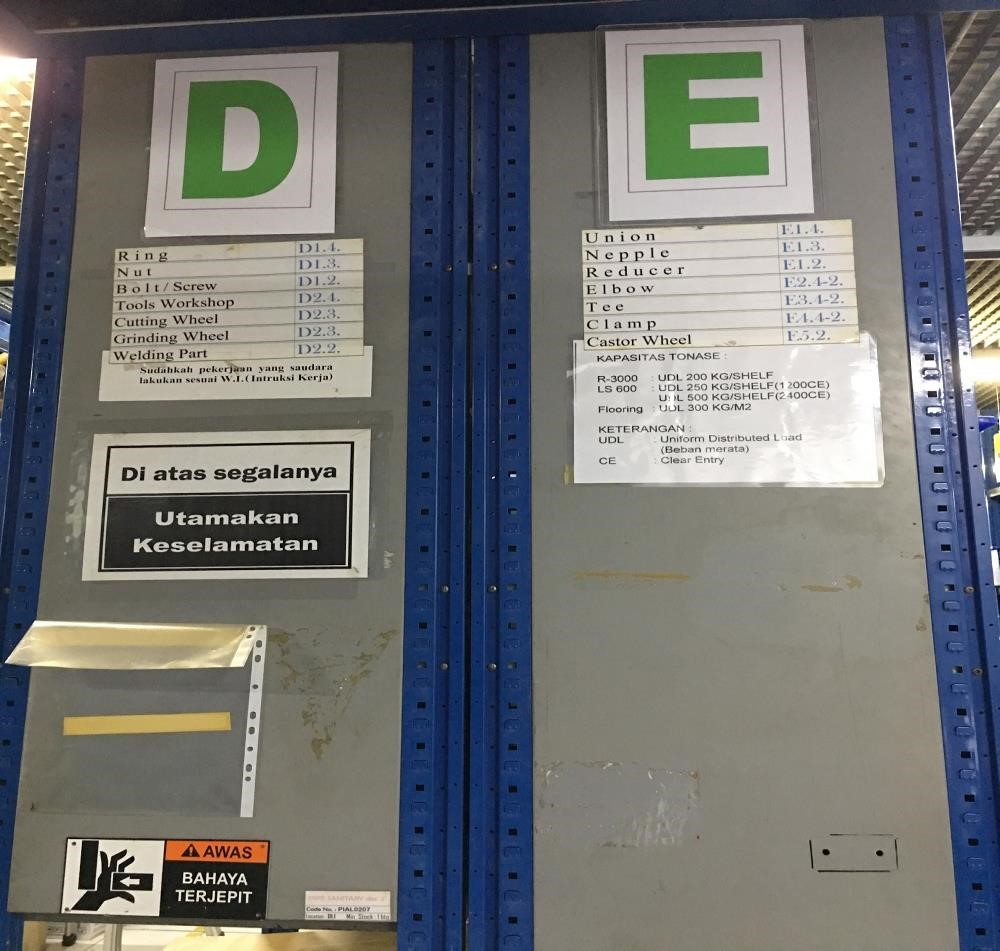 D
Ring D1.4.
Nut D1.3.
Bolt/Screw D1.2.
Tools Workshop D2.4.
Cutting Wheel D2.3.
Grinding Wheel D2.3.
Welding Part D2.2.
Sudahkah pekerjaan yang saudara
lakukan sesuai W.I.(Intruksi Kerja)
Di atas segalanya
Utamakan
Keselamatan
AWAS
BAHAYA
TERJEPIT
Code No. : PIAL0207
E
Union E1.4.
Nepple E1.3.
Reducer E1.2.
Elbow E2.4-2.
Tee E3.4-2.
Clamp E4.4-2.
Castor Wheel E5.2.
KAPASITAS TONASE :
R-3000 : UDL 200 KG/SHELF
LS 600 : UDL 250 KG/SHELF(1200CE)
UDL 500 KG/SHELF(2400CE)
Flooring : UDL 300 KG/M2
KETERANGAN :
UDL : Uniform Distributed Load
(Beban merata)
CE : Clear Entry